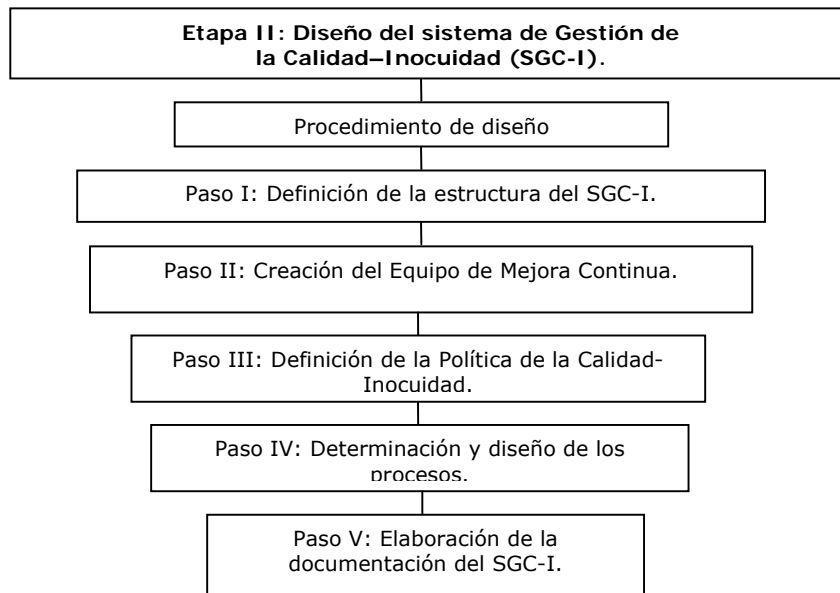 Etapa II: Diseño del sistema de Gestión de
la Calidad–Inocuidad (SGC-I).
Procedimiento de diseño
Paso I: Definición de la estructura del SGC-I.
Paso II: Creación del Equipo de Mejora Continua.
Paso III: Definición de la Política de la Calidad-
Inocuidad.
Paso IV: Determinación y diseño de los
procesos.
Paso V: Elaboración de la
documentación del SGC-I.